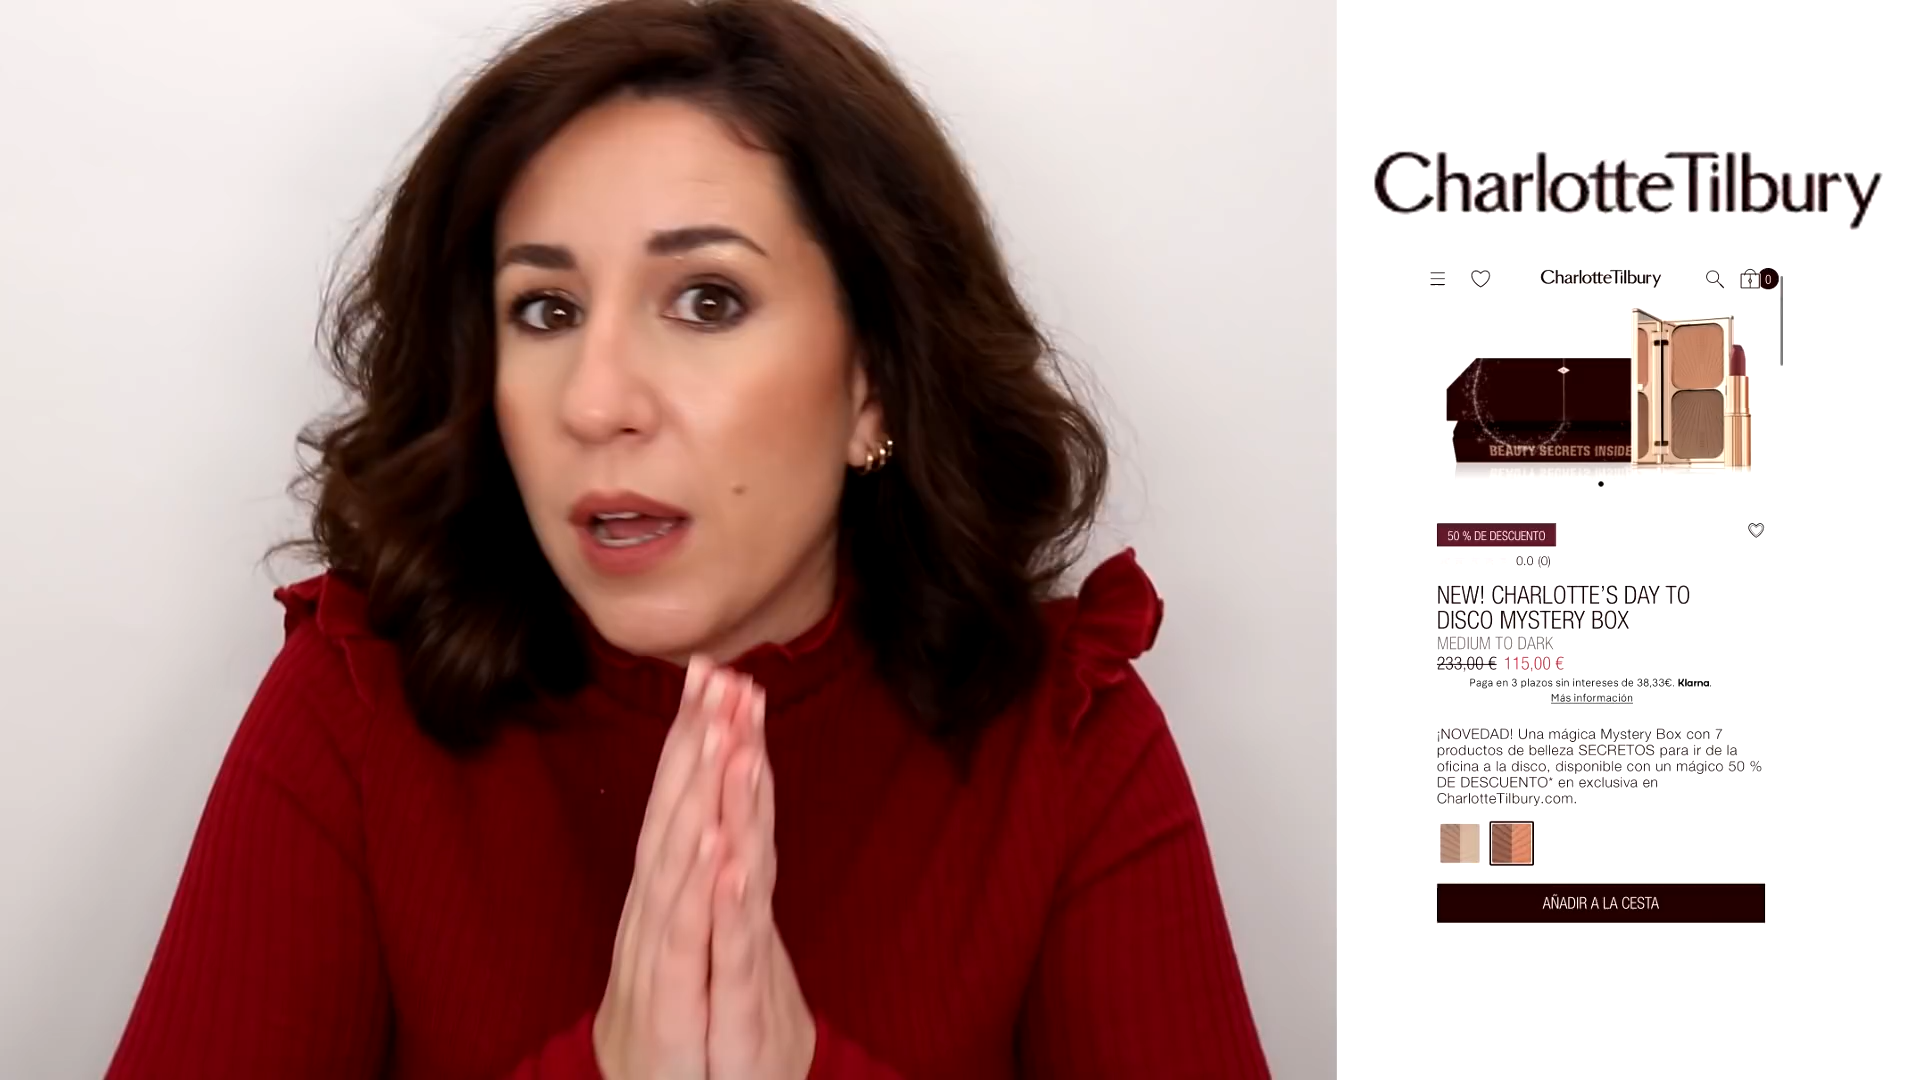 CharlotteTilbury
CharlotteTilbury
0
BEAUTY SECRETS INSIDE
50 % DE DESCUENTO
0.0 (0)
NEW! CHARLOTTE’S DAY TO
DISCO MYSTERY BOX
MEDIUM TO DARK
233,00 € 115,00 €
Paga en 3 plazos sin intereses de 38,33€. Klarna.
Más información
¡NOVEDAD! Una mágica Mystery Box con 7
productos de belleza SECRETOS para ir de la
oficina a la disco, disponible con un mágico 50 %
DE DESCUENTO* en exclusiva en
CharlotteTilbury.com.
AÑADIR A LA CESTA